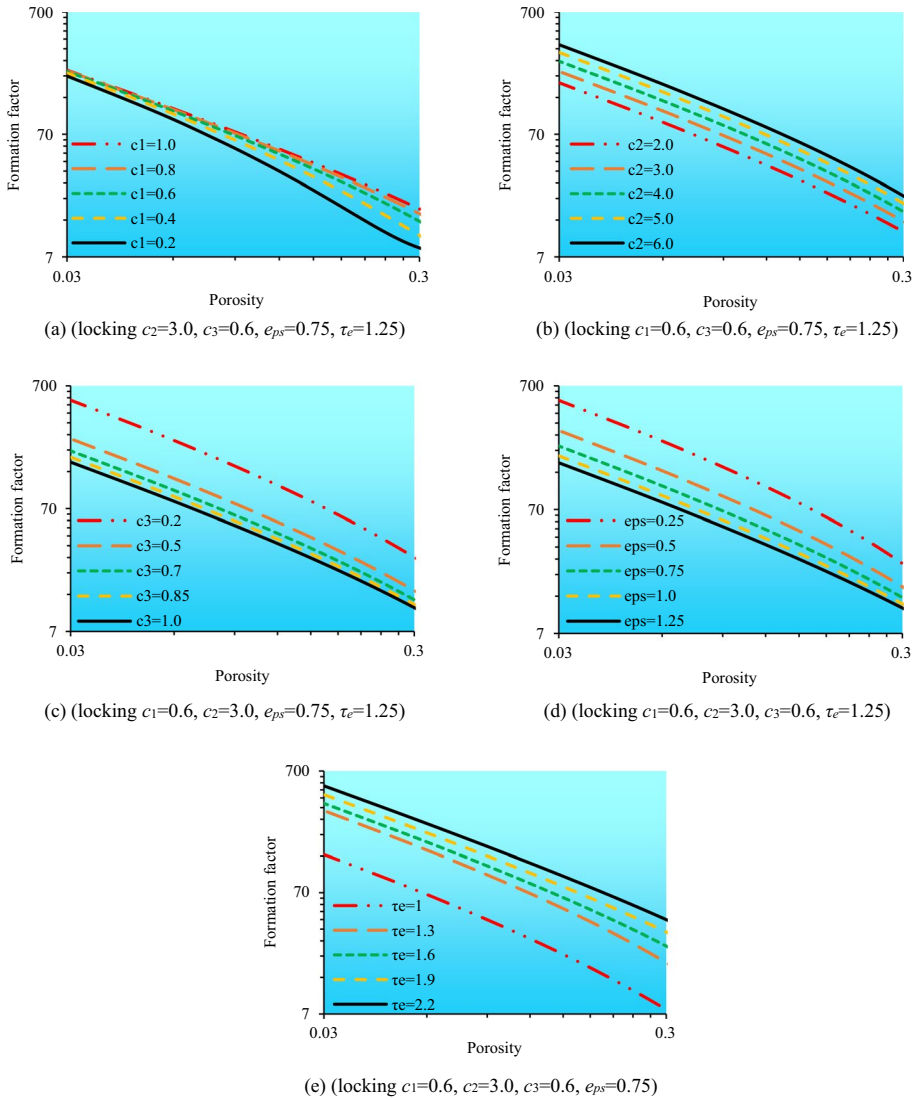 700
70
7
Formation factor
c1=1.0
c1=0.8
c1=0.6
c1=0.4
c1=0.2
0.03
0.3
Porosity
(a) (locking c2=3.0, c3=0.6, eps=0.75, τe=1.25)
700
70
7
Formation factor
c2=2.0
c2=3.0
c2=4.0
c2=5.0
c2=6.0
0.03
0.3
Porosity
(b) (locking c1=0.6, c3=0.6, eps=0.75, τe=1.25)
700
70
7
Formation factor
c3=0.2
c3=0.5
c3=0.7
c3=0.85
c3=1.0
0.03
0.3
Porosity
(c) (locking c1=0.6, c2=3.0, eps=0.75, τe=1.25)
700
70
7
Formation factor
eps=0.25
eps=0.5
eps=0.75
eps=1.0
eps=1.25
0.03
0.3
Porosity
(d) (locking c1=0.6, c2=3.0, c3=0.6, τe=1.25)
700
70
7
Formation factor
τe=1
τe=1.3
τe=1.6
τe=1.9
τe=2.2
0.03
0.3
Porosity
(e) (locking c1=0.6, c2=3.0, c3=0.6, eps=0.75)